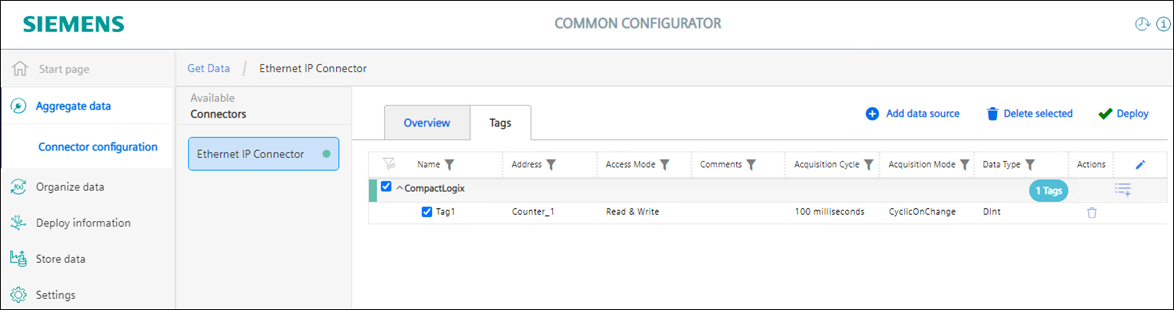 SIEMENS
COMMON CONFIGURATOR
Start page
Get Data / Ethernet IP Connector
Aggregate data
Connector configuration
Organize data
Deploy information
Store data
Settings
Available
Connectors
Ethernet IP Connector
Overview
Tags
Add data source
Delete selected
Deploy
Name Address Access Mode Comments Acquisition Cycle Acquisition Mode Data Type Actions
CompactLogix 1 Tags
Tag1 Counter_1 Read & Write 100 milliseconds CyclicOnChange DInt